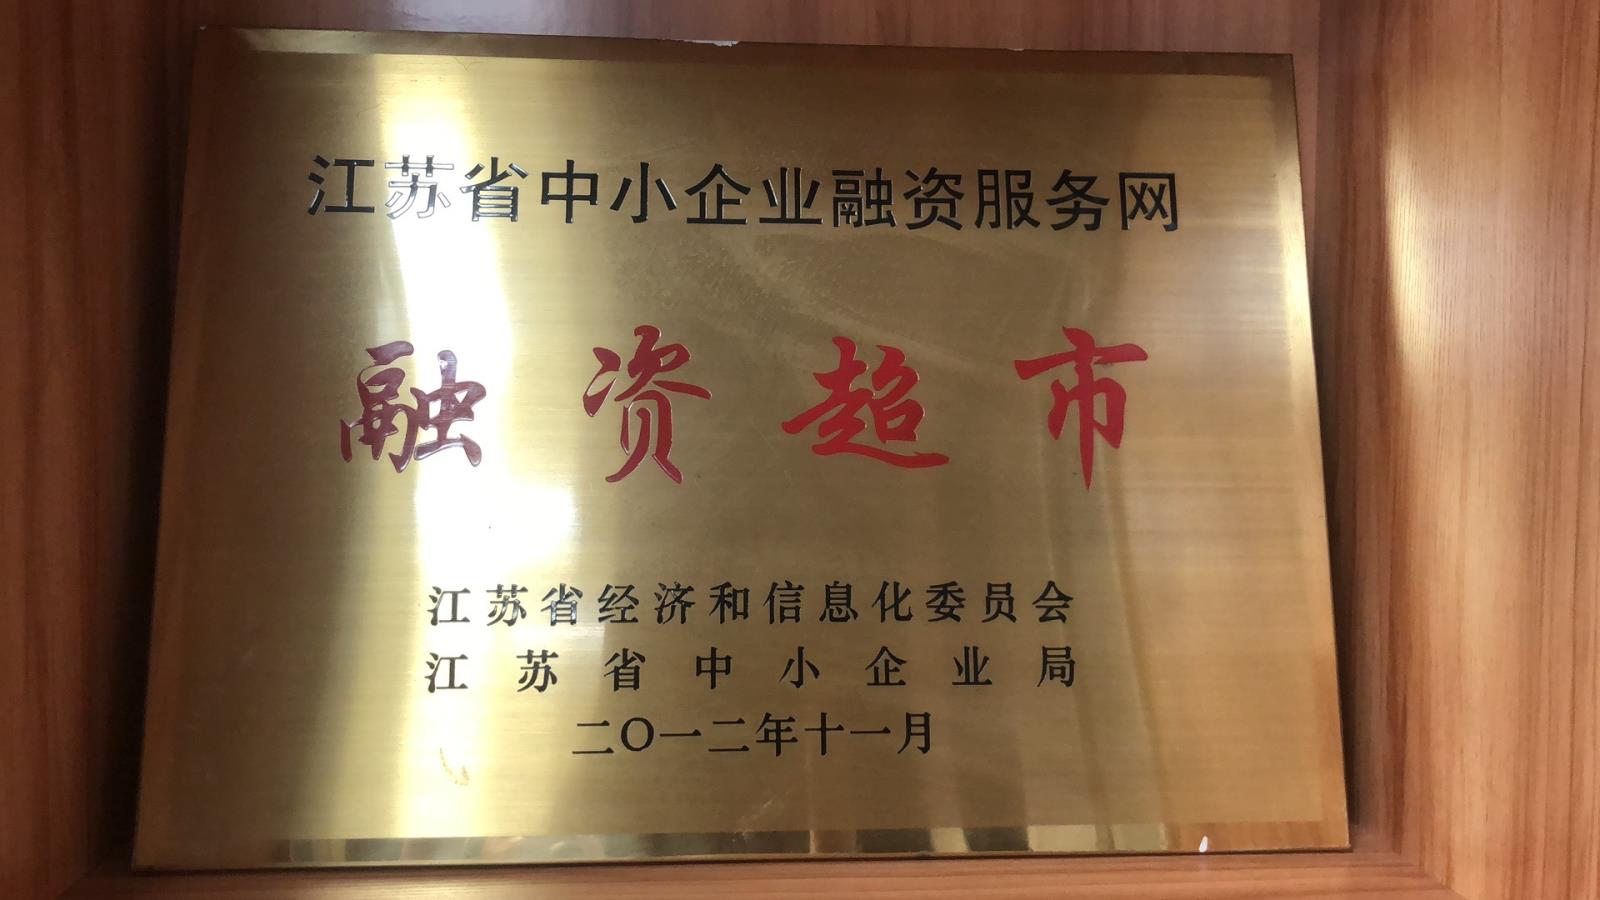 江苏省中小企业融资服务网
融资超市
江苏省经济和信息化委员会
江苏省中小企业局
二〇一二年十一月